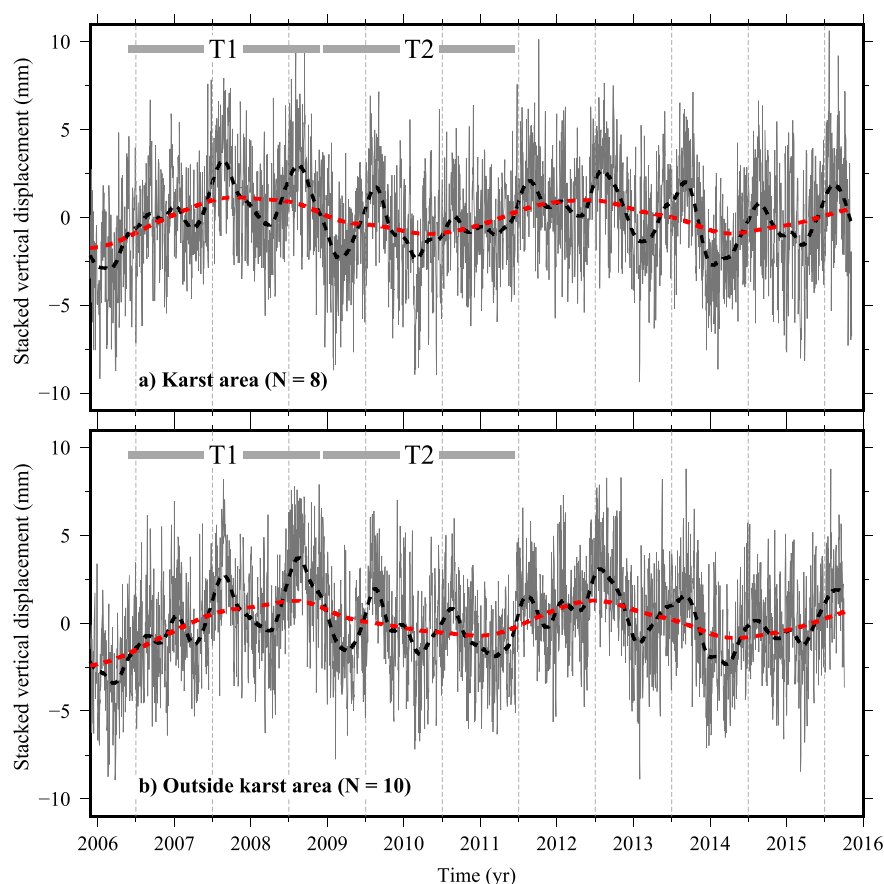 10
5
0
−5
−10
Stacked vertical displacement (mm)
T1 T2
a) Karst area (N = 8)
10
5
0
−5
−10
Stacked vertical displacement (mm)
T1 T2
b) Outside karst area (N = 10)
2006 2007 2008 2009 2010 2011 2012 2013 2014 2015 2016
Time (yr)